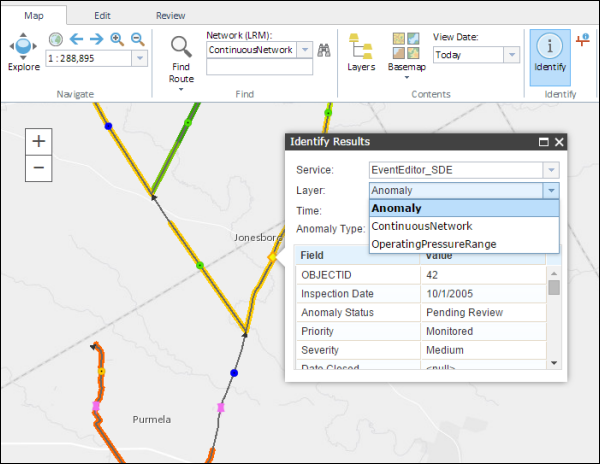 Map Edit Review
Explore
1 : 288,895
Navigate
Find
Route
Network (LRM):
ContinuousNetwork
Find
Layers
Basemap
View Date:
Today
Contents
Identify
Identify
+
−
Identify Results
Service: EventEditor_SDE
Layer: Anomaly
Anomaly
ContinuousNetwork
OperatingPressureRange
Time:
Anomaly Type:
Field Value
OBJECTID 42
Inspection Date 10/1/2005
Anomaly Status Pending Review
Priority Monitored
Severity Medium
Date Closed <null>
Jonesboro
Purmela